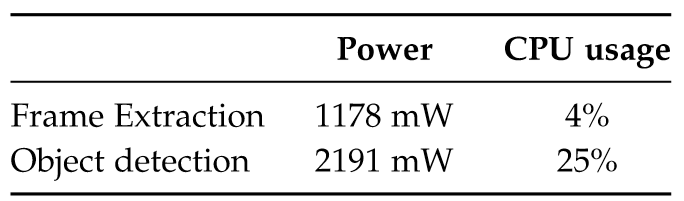 Power CPU usage
Frame Extraction 1178 mW 4%
Object detection 2191 mW 25%